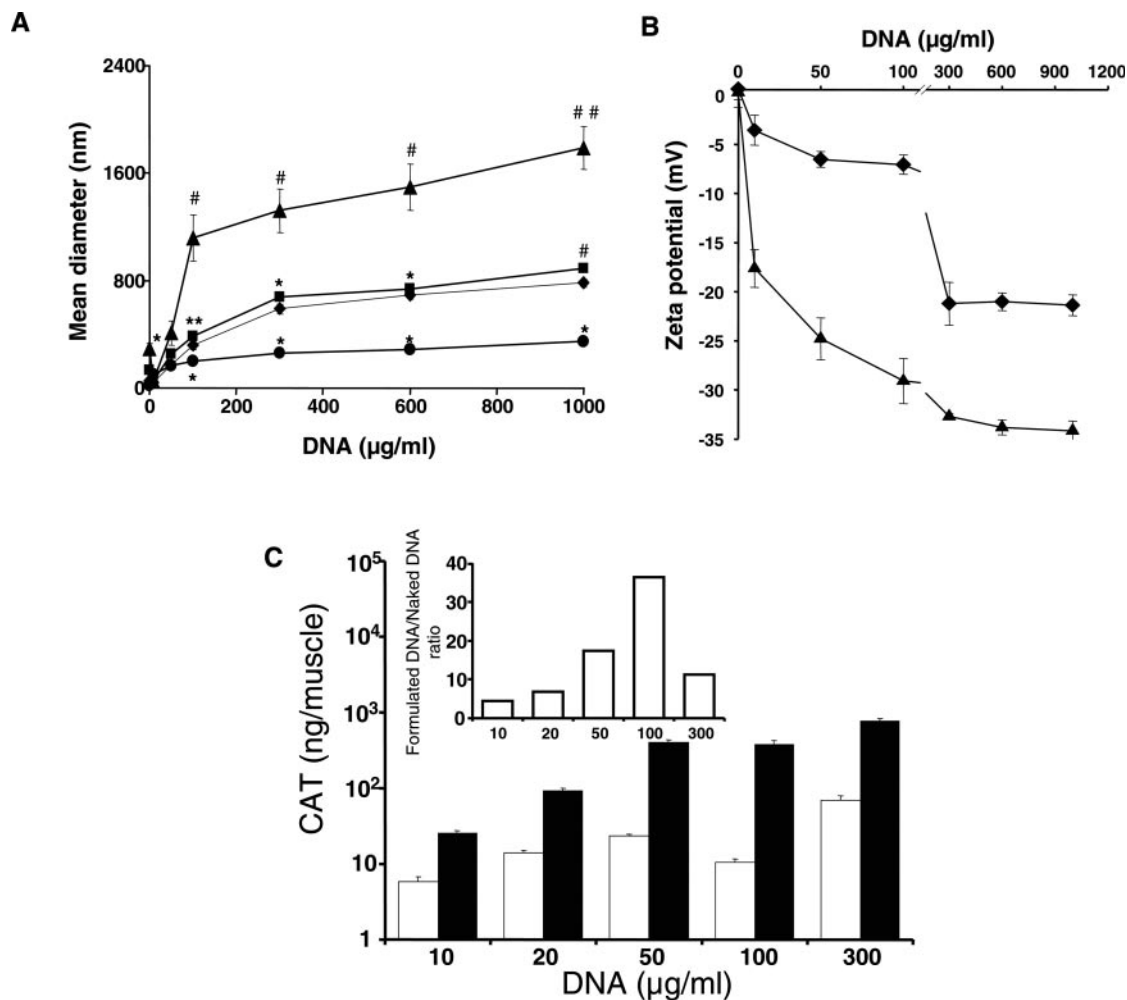 A
2400
1600
800
0
Mean diameter (nm)
#
#
#
# #
#
*
**
*
*
*
*
*
*
0 200 400 600 800 1000
DNA (µg/ml)
B
DNA (µg/ml)
0 50 100 300 600 900 1200
0
-5
-10
-15
-20
-25
-30
-35
Zeta potential (mV)
C
10⁵
10⁴
10³
10²
10
1
CAT (ng/muscle)
Formulated DNA/Naked DNA
ratio
40
30
20
10
0
10 20 50 100 300
10 20 50 100 300
DNA (µg/ml)